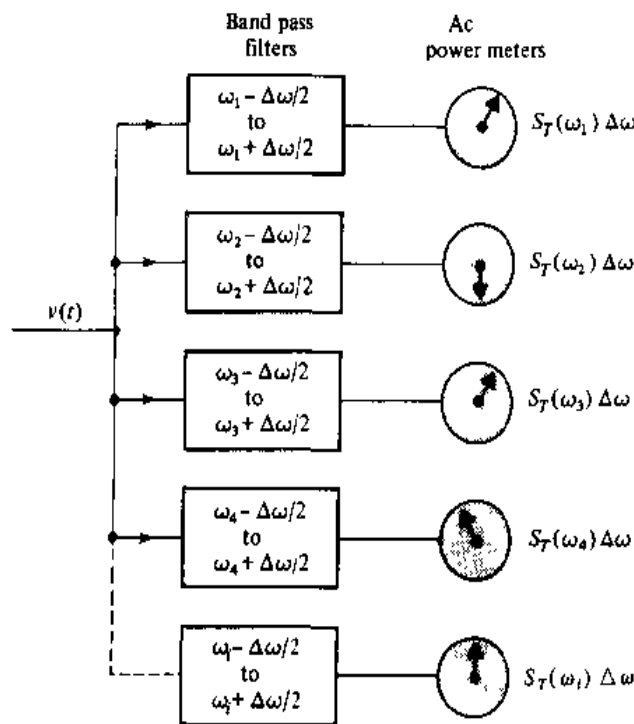 Band pass
filters
Ac
power meters
ω₁ − Δω/2
to
ω₁ + Δω/2
S_T(ω₁) Δω
ω₂ − Δω/2
to
ω₂ + Δω/2
S_T(ω₂) Δω
ν(t)
ω₃ − Δω/2
to
ω₃ + Δω/2
S_T(ω₃) Δω
ω₄ − Δω/2
to
ω₄ + Δω/2
S_T(ω₄) Δω
ωᵢ − Δω/2
to
ωᵢ + Δω/2
S_T(ωᵢ) Δω